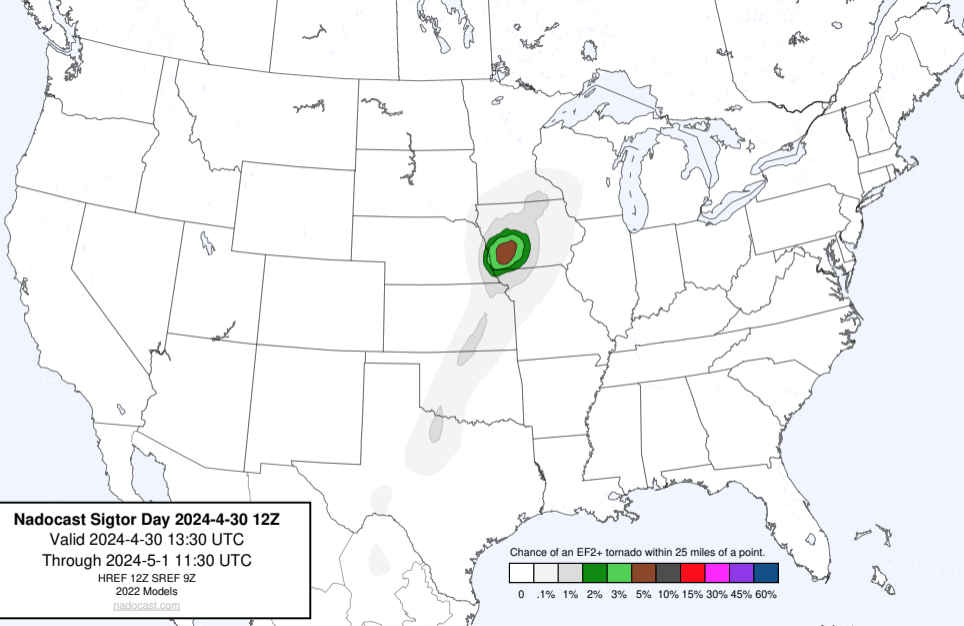 Nadocast Sigtor Day 2024-4-30 12Z
Valid 2024-4-30 13:30 UTC
Through 2024-5-1 11:30 UTC
HREF 12Z SREF 9Z
2022 Models
nadocast.com
Chance of an EF2+ tornado within 25 miles of a point.
0 .1% 1% 2% 3% 5% 10% 15% 30% 45% 60%